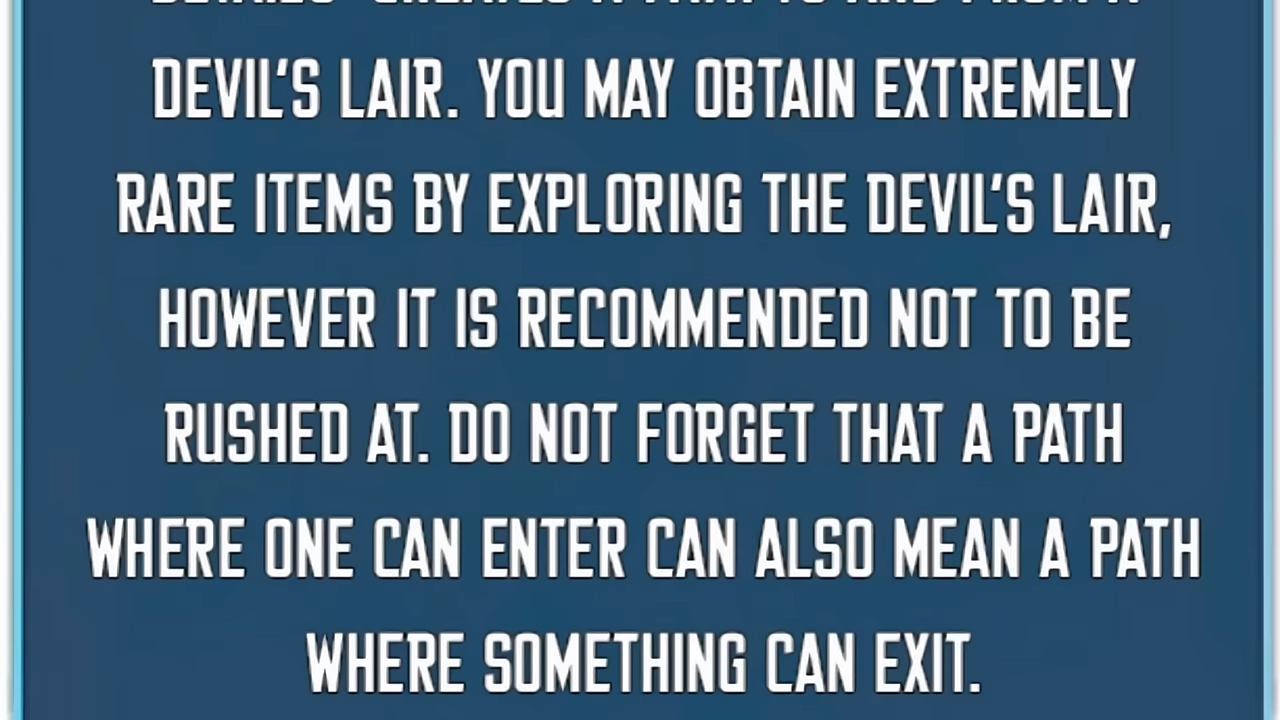 DEVIL'S LAIR. YOU MAY OBTAIN EXTREMELY
RARE ITEMS BY EXPLORING THE DEVIL'S LAIR,
HOWEVER IT IS RECOMMENDED NOT TO BE
RUSHED AT. DO NOT FORGET THAT A PATH
WHERE ONE CAN ENTER CAN ALSO MEAN A PATH
WHERE SOMETHING CAN EXIT.